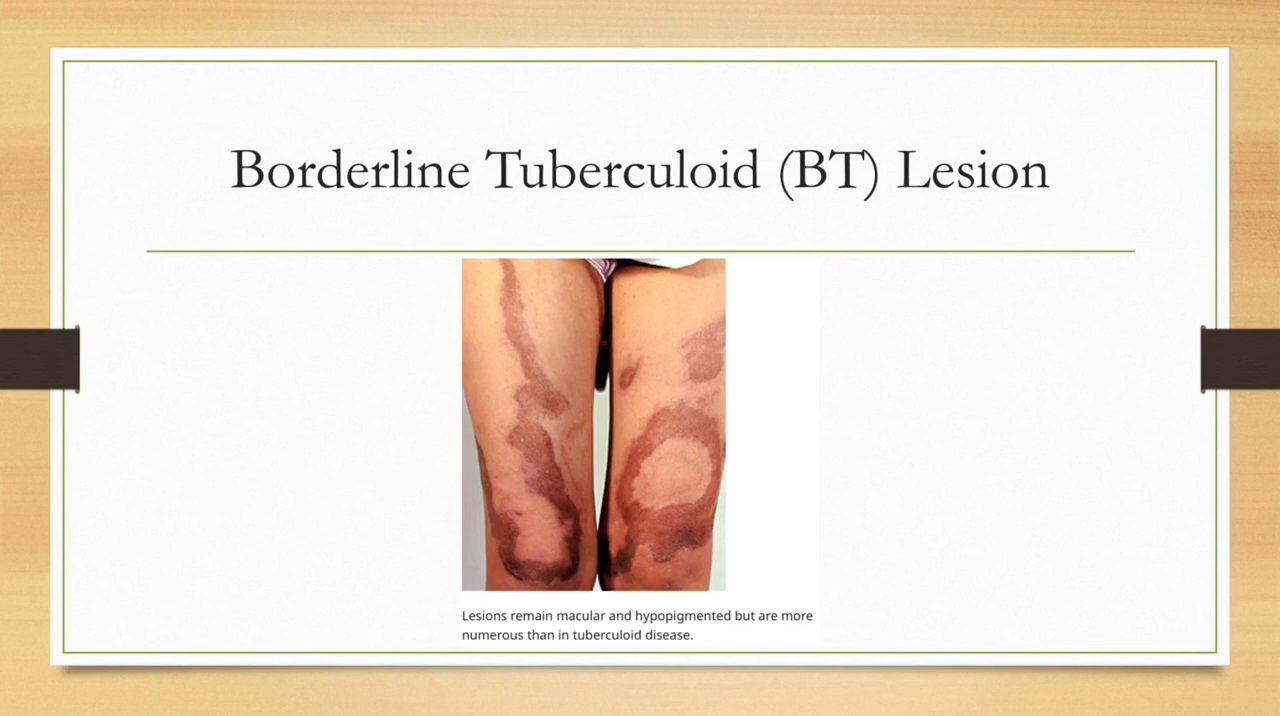 Borderline Tuberculoid (BT) Lesion
Lesions remain macular and hypopigmented but are more
numerous than in tuberculoid disease.